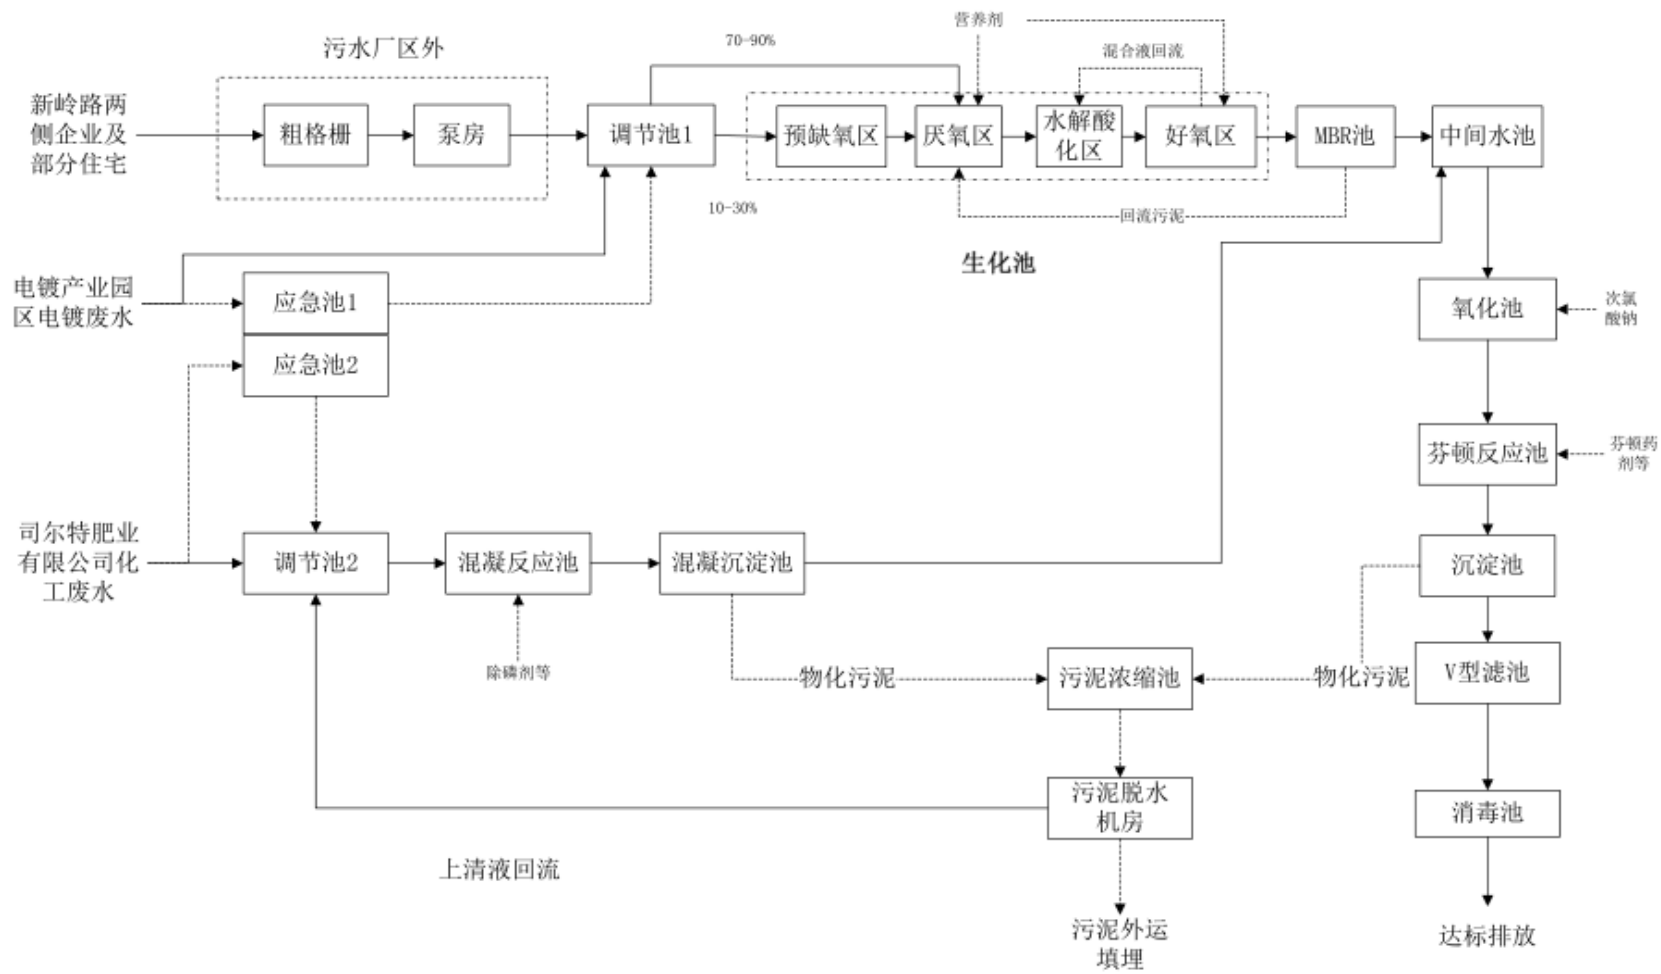 营养剂
污水厂区外
70-90%
混合液回流
新岭路两
侧企业及
部分住宅
粗格栅
泵房
调节池1
预缺氧区
厌氧区
水解酸
化区
好氧区
MBR池
中间水池
10-30%
回流污泥
生化池
电镀产业园
区电镀废水
应急池1
应急池2
氧化池
次氯
酸钠
芬顿反应池
芬顿药
剂等
司尔特肥业
有限公司化
工废水
调节池2
混凝反应池
混凝沉淀池
沉淀池
除磷剂等
物化污泥
污泥浓缩池
物化污泥
V型滤池
污泥脱水
机房
消毒池
上清液回流
污泥外运
填埋
达标排放